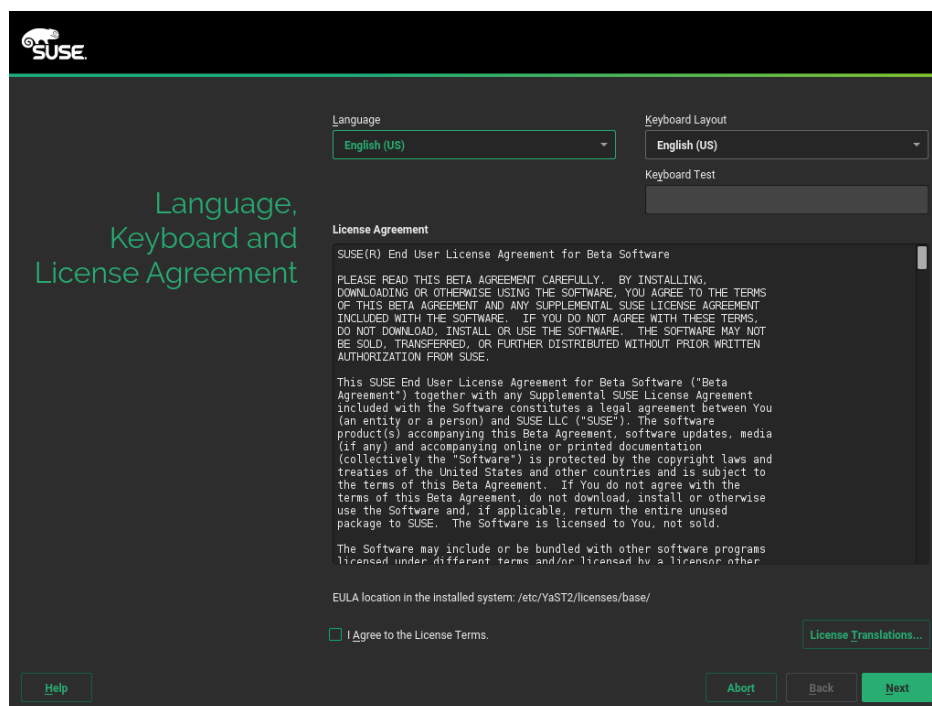 SUSE.
Language
Keyboard Layout
English (US)
English (US)
Keyboard Test
Language,
Keyboard and
License Agreement
License Agreement
SUSE(R) End User License Agreement for Beta Software
PLEASE READ THIS BETA AGREEMENT CAREFULLY.  BY INSTALLING,
DOWNLOADING OR OTHERWISE USING THE SOFTWARE, YOU AGREE TO THE TERMS
OF THIS BETA AGREEMENT AND ANY SUPPLEMENTAL SUSE LICENSE AGREEMENT
INCLUDED WITH THE SOFTWARE.  IF YOU DO NOT AGREE WITH THESE TERMS,
DO NOT DOWNLOAD, INSTALL OR USE THE SOFTWARE.  THE SOFTWARE MAY NOT
BE SOLD, TRANSFERRED, OR FURTHER DISTRIBUTED WITHOUT PRIOR WRITTEN
AUTHORIZATION FROM SUSE.
This SUSE End User License Agreement for Beta Software ("Beta
Agreement") together with any Supplemental SUSE License Agreement
included with the Software constitutes a legal agreement between You
(an entity or a person) and SUSE LLC ("SUSE"). The software
product(s) accompanying this Beta Agreement, software updates, media
(if any) and accompanying online or printed documentation
(collectively the "Software") is protected by the copyright laws and
treaties of the United States and other countries and is subject to
the terms of this Beta Agreement.  If You do not agree with the
terms of this Beta Agreement, do not download, install or otherwise
use the Software and, if applicable, return the entire unused
package to SUSE.  The Software is licensed to You, not sold.
The Software may include or be bundled with other software programs
licensed under different terms and/or licensed by a licensor other
EULA location in the installed system: /etc/YaST2/licenses/base/
I Agree to the License Terms.
License Translations...
Help
Abort
Back
Next